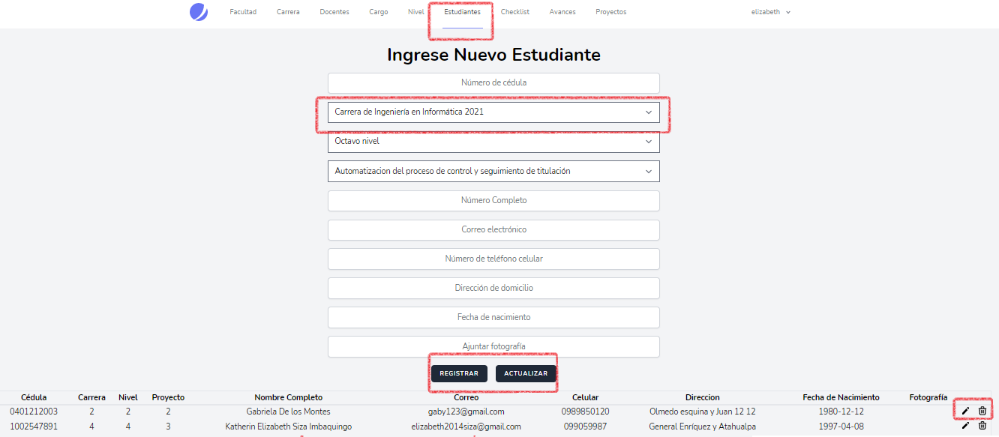 Facultad Carrera Docentes Cargo Nivel Estudiantes Checklist Avances Proyectos elizabeth
Ingrese Nuevo Estudiante
Número de cédula
Carrera de Ingeniería en Informática 2021
Octavo nivel
Automatizacion del proceso de control y seguimiento de titulación
Número Completo
Correo electrónico
Número de teléfono celular
Dirección de domicilio
Fecha de nacimiento
Ajuntar fotografía
REGISTRAR ACTUALIZAR
Cédula Carrera Nivel Proyecto Nombre Completo Correo Celular Direccion Fecha de Nacimiento Fotografía
0401212003 2 2 2 Gabriela De los Montes gaby123@gmail.com 0989850120 Olmedo esquina y Juan 12 12 1980-12-12
1002547891 4 4 3 Katherin Elizabeth Siza Imbaquingo elizabeth2014siza@gmail.com 099059987 General Enríquez y Atahualpa 1997-04-08